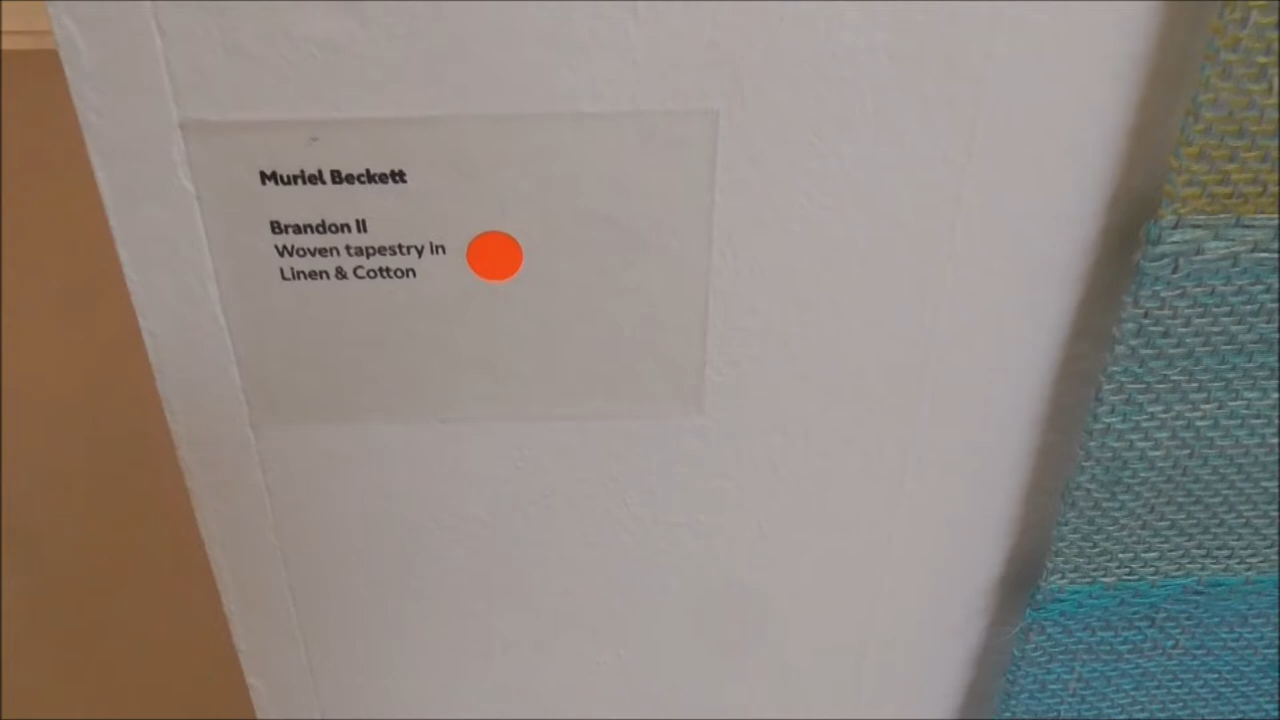 Muriel Beckett
Brandon II
Woven tapestry in
Linen & Cotton